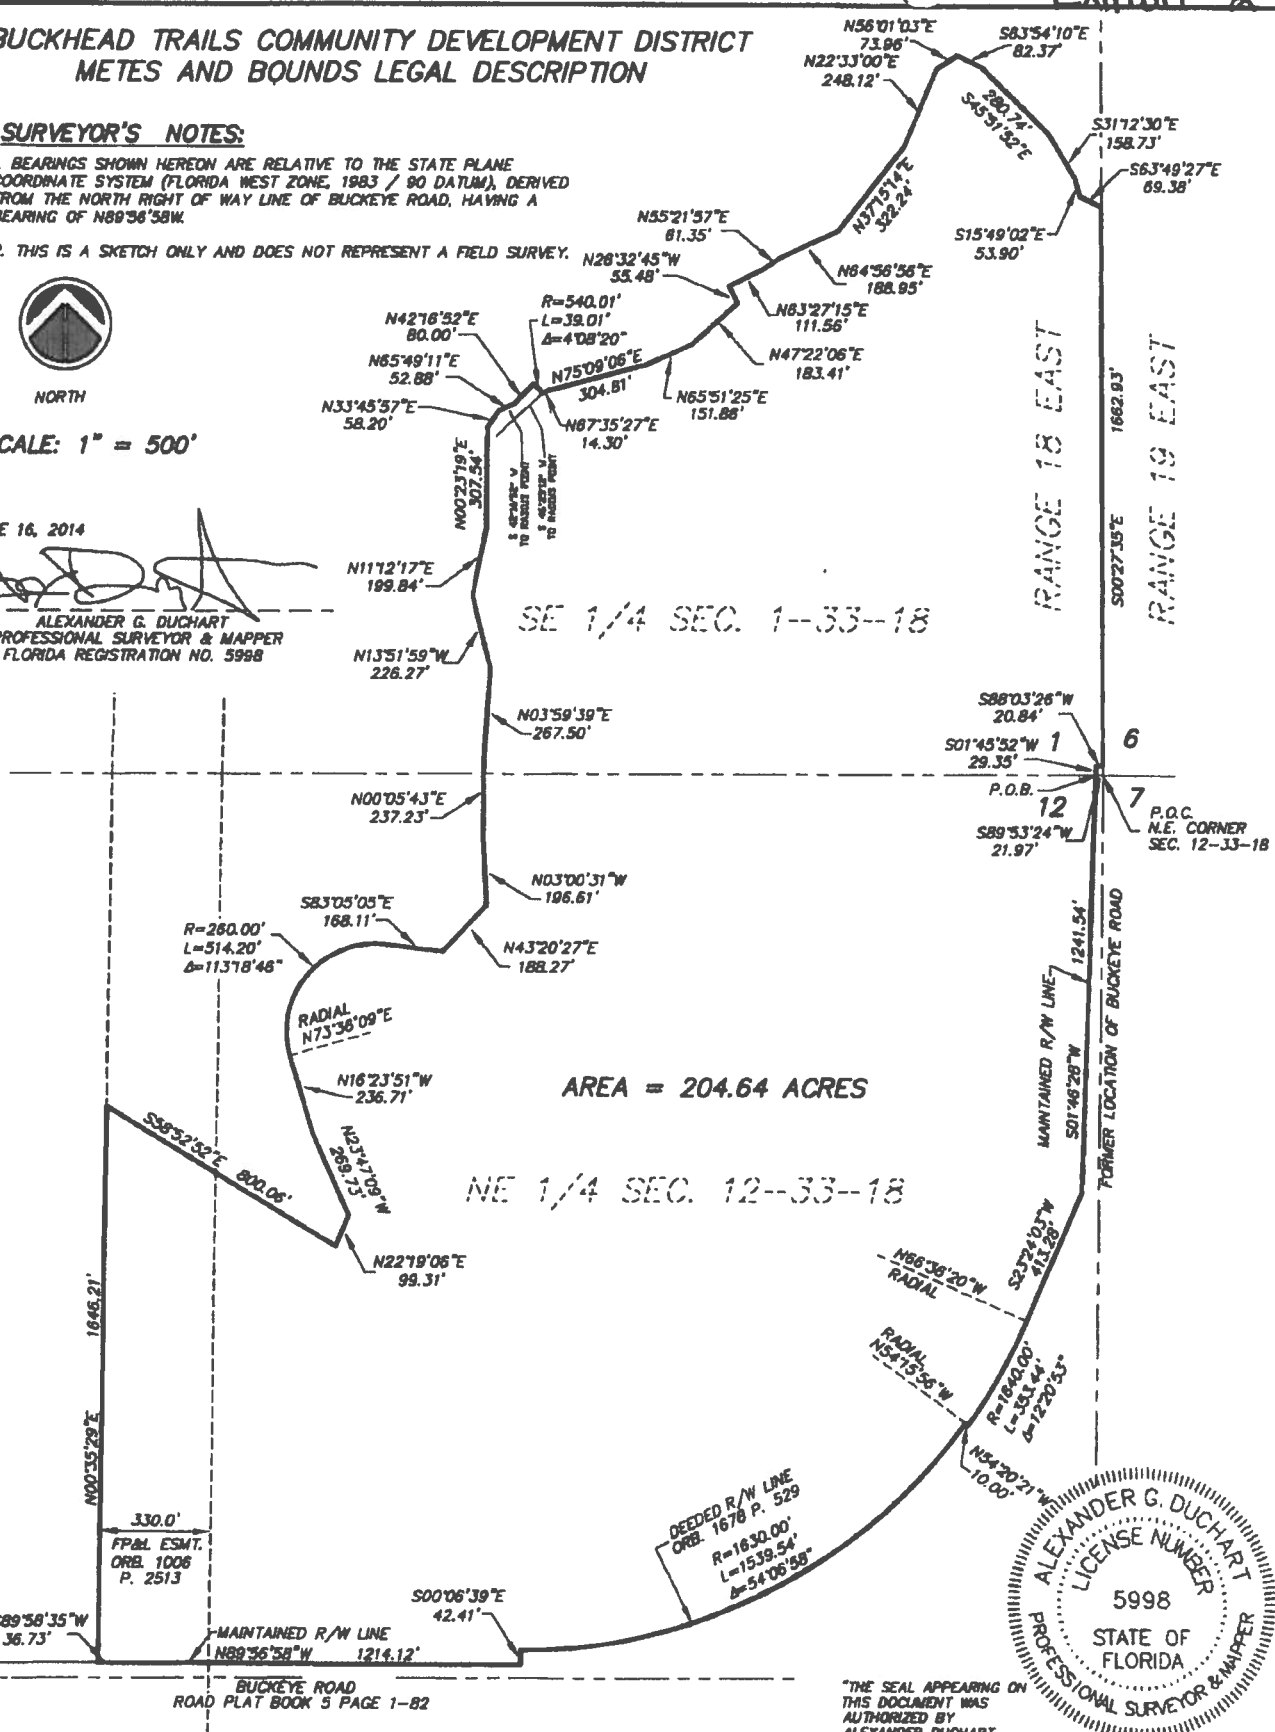 BUCKHEAD TRAILS COMMUNITY DEVELOPMENT DISTRICT
METES AND BOUNDS LEGAL DESCRIPTION
SURVEYOR'S NOTES:
BEARINGS SHOWN HEREON ARE RELATIVE TO THE STATE PLANE
COORDINATE SYSTEM (FLORIDA WEST ZONE, 1983 / 90 DATUM), DERIVED
FROM THE NORTH RIGHT OF WAY LINE OF BUCKEYE ROAD, HAVING A
BEARING OF N89°56'58W.
2. THIS IS A SKETCH ONLY AND DOES NOT REPRESENT A FIELD SURVEY.
NORTH
SCALE: 1" = 500'
E 16, 2014
ALEXANDER G. DUCHART
PROFESSIONAL SURVEYOR & MAPPER
FLORIDA REGISTRATION NO. 5998
N56°01'03"E
73.96'
S83°54'10"E
82.37'
N22°33'00"E
248.12'
280.74'
S45°51'52"E
S31°12'30"E
158.73'
S63°49'27"E
69.38'
S15°49'02"E
53.90'
N37°15'14"E
322.24'
N55°21'57"E
61.35'
N64°56'56"E
188.95'
N26°32'45"W
55.48'
N63°27'15"E
111.56'
R=540.01'
L=39.01'
Δ=4°08'20"
N47°22'06"E
183.41'
N42°16'52"E
80.00'
N75°09'06"E
304.81'
N65°49'11"E
52.88'
N65°51'25"E
151.88'
N33°45'57"E
58.20'
N67°35'27"E
14.30'
TO RADIUS POINT
TO RADIUS POINT
N00°23'19"E
307.54'
N11°12'17"E
199.84'
RANGE 18 EAST
1662.93'
S00°27'35"E
RANGE 19 EAST
SE 1/4 SEC. 1--33--18
N13°51'59"W
226.27'
N03°59'39"E
267.50'
S88°03'26"W
20.84'
S01°45'52"W
29.35'
1
6
P.O.B.
12
7
P.O.C.
N.E. CORNER
SEC. 12--33--18
S89°53'24"W
21.97'
N00°05'43"E
237.23'
N03°00'31"W
196.61'
S83°05'05"E
168.11'
R=260.00'
L=514.20'
Δ=113°18'46"
N43°20'27"E
188.27'
RADIAL
N73°36'09"E
1241.54'
MAINTAINED R/W LINE
S01°46'28"W
FORMER LOCATION OF BUCKEYE ROAD
N16°23'51"W
236.71'
AREA = 204.64 ACRES
S58°52'52"E 800.06'
N23°47'09"W
269.73'
NE 1/4 SEC. 12--33--18
N22°19'06"E
99.31'
S23°24'03"W
413.28'
N66°36'20"W
RADIAL
RADIAL
N54°15'56"W
R=1640.00'
L=353.44'
Δ=12°20'53"
1646.21'
N00°35'29"E
N54°20'21"W
10.00'
330.0'
FP&L ESMT.
ORB. 1006
P. 2513
DEEDED R/W LINE
ORB. 1678 P. 529
R=1630.00'
L=1539.54'
Δ=54°06'58"
S00°06'39"E
42.41'
89°58'35"W
36.73'
MAINTAINED R/W LINE
N89°56'58"W 1214.12'
BUCKEYE ROAD
ROAD PLAT BOOK 5 PAGE 1-82
ALEXANDER G. DUCHART
LICENSE NUMBER
5998
STATE OF
FLORIDA
PROFESSIONAL SURVEYOR & MAPPER
"THE SEAL APPEARING ON
THIS DOCUMENT WAS
AUTHORIZED BY
ALEXANDER DUCHART